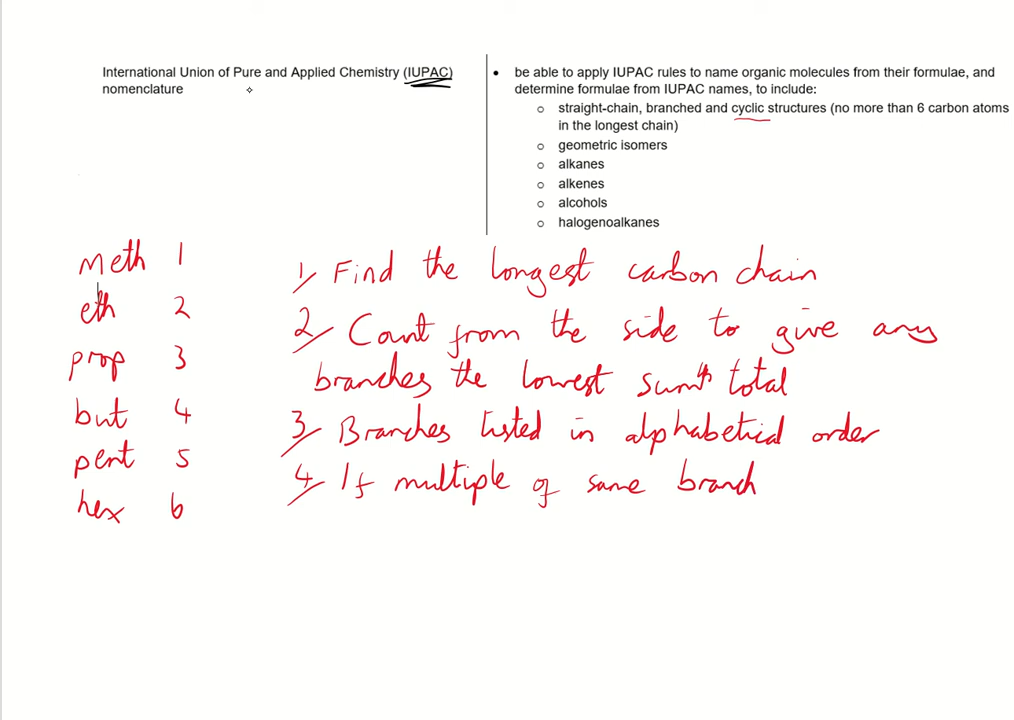 International Union of Pure and Applied Chemistry (IUPAC)
nomenclature
• be able to apply IUPAC rules to name organic molecules from their formulae, and
determine formulae from IUPAC names, to include:
o straight-chain, branched and cyclic structures (no more than 6 carbon atoms
in the longest chain)
o geometric isomers
o alkanes
o alkenes
o alcohols
o halogenoalkanes
meth 1
eth 2
prop 3
but 4
pent 5
hex 6
1/ Find the longest carbon chain
2/ Count from the side to give any
branches the lowest sum total
3/ Branches listed in alphabetical order
4/ If multiple of same branch